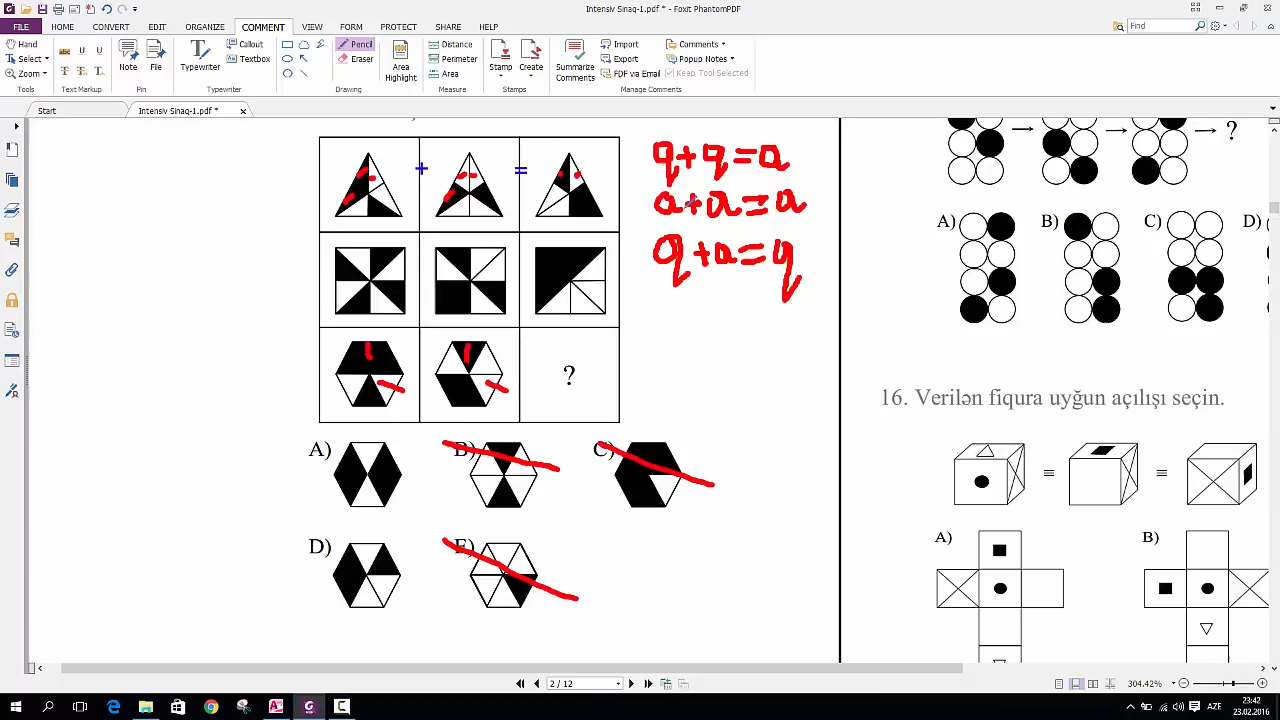 Intensiv Sinaq-1.pdf * - Foxit PhantomPDF
FILE HOME CONVERT EDIT ORGANIZE COMMENT VIEW FORM PROTECT SHARE HELP
Find
Hand
Select
Zoom
Tools
abc U U
T T T
Text Markup
Note
File
Pin
Typewriter
Callout
Textbox
Typewriter
Pencil
Eraser
Drawing
Area Highlight
Distance
Perimeter
Area
Measure
Stamp
Create
Stamps
Summarize Comments
Import
Export
FDF via Email
Comments
Popup Notes
Keep Tool Selected
Manage Comments
Start
Intensiv Sinaq-1.pdf *
+ =
q+q=a
a+a=a
q+a=q
?
A) B) C)
D) E)
→ → → ?
A) B) C) D)
16. Verilən fiqura uyğun açılışı seçin.
= =
A) B)
2 / 12
304.42%
AZE
23:42
23.02.2016